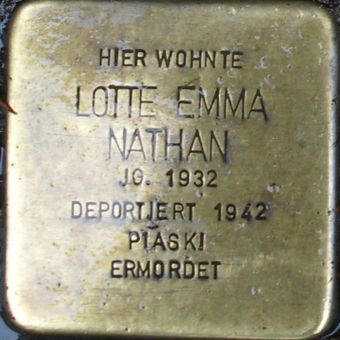 HIER WOHNTE
LOTTE EMMA
NATHAN
JG. 1932
DEPORTIERT 1942
PIASKI
ERMORDET